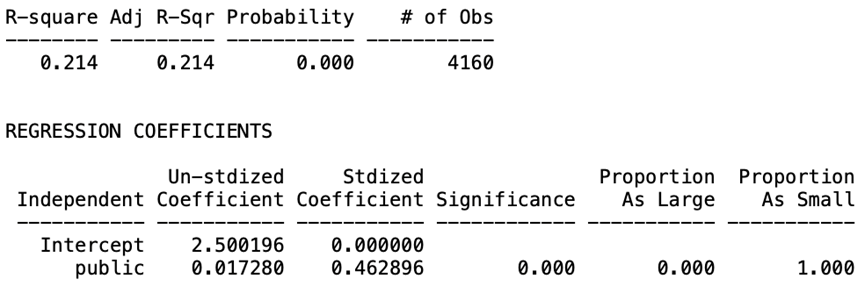 R-square Adj R-Sqr Probability # of Obs
-------- --------- ----------- -----------
0.214 0.214 0.000 4160
REGRESSION COEFFICIENTS
Un-stdized Stdized Proportion Proportion
Independent Coefficient Coefficient Significance As Large As Small
----------- ----------- ----------- ------------ ----------- -----------
Intercept 2.500196 0.000000
public 0.017280 0.462896 0.000 0.000 1.000